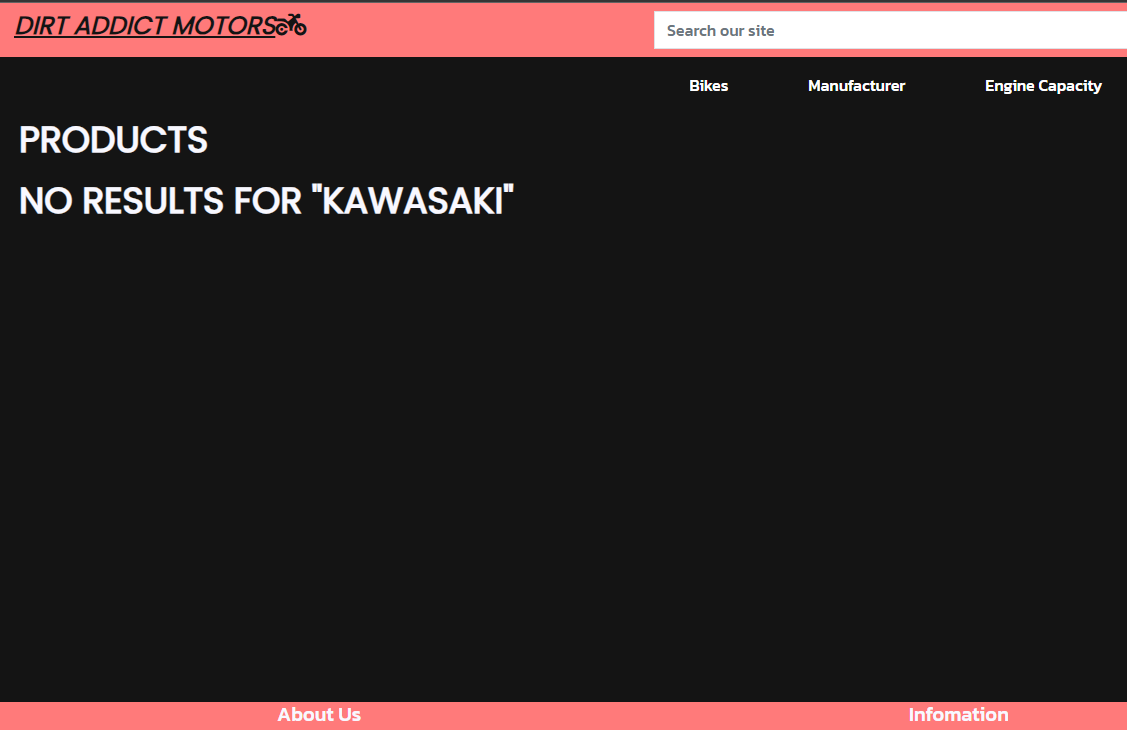 DIRT ADDICT MOTORS
Search our site
Bikes Manufacturer Engine Capacity
PRODUCTS
NO RESULTS FOR "KAWASAKI"
About Us Infomation